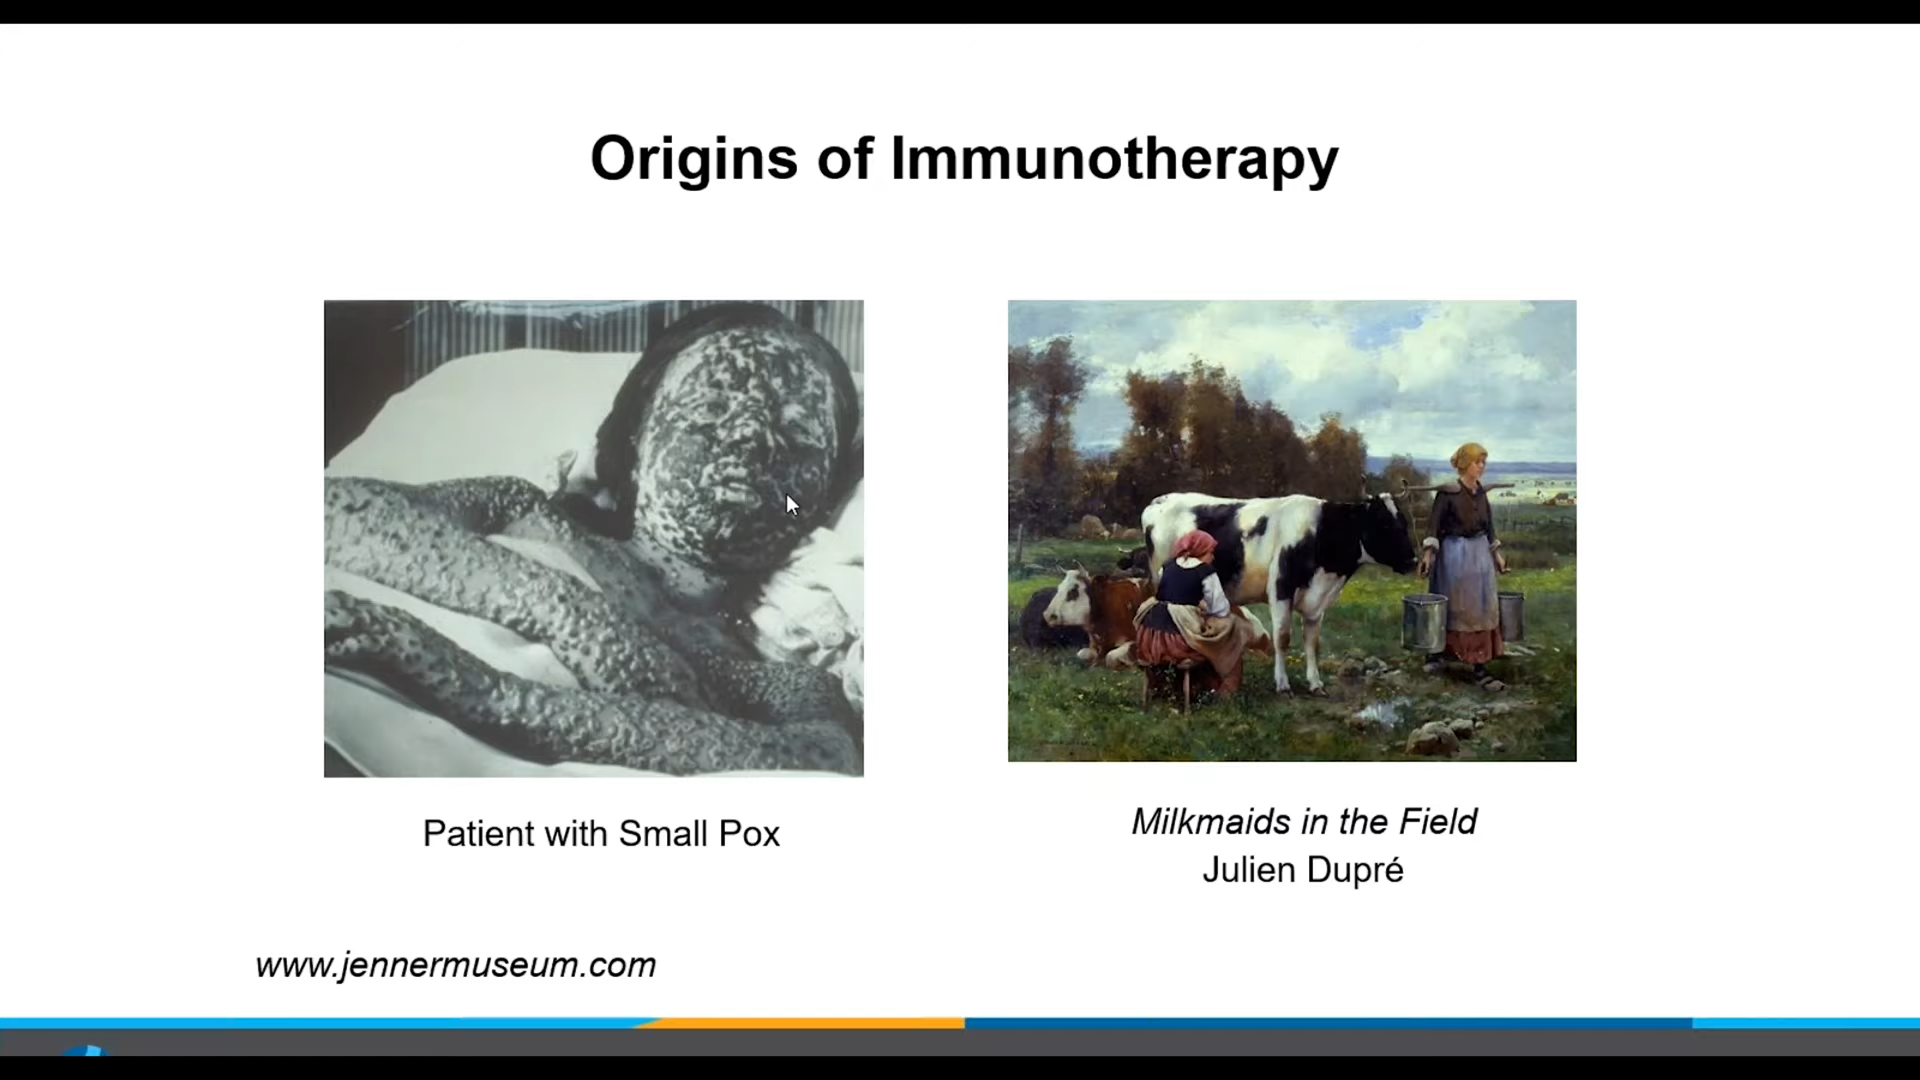 Origins of Immunotherapy
Patient with Small Pox
Milkmaids in the Field
Julien Dupré
www.jennermuseum.com